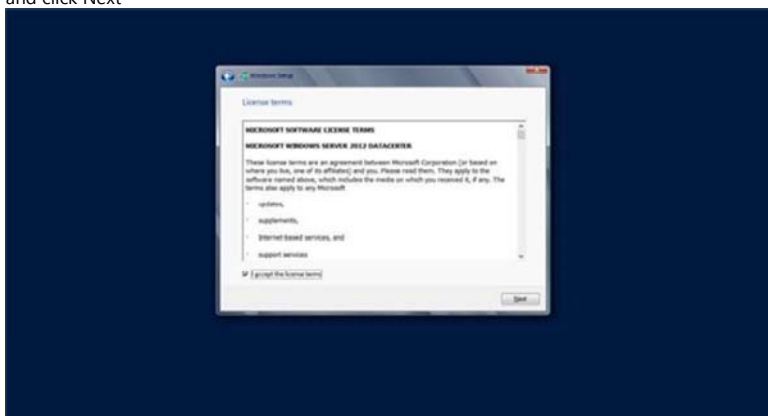 and click Next
Windows Setup
License terms
MICROSOFT SOFTWARE LICENSE TERMS
MICROSOFT WINDOWS SERVER 2012 DATACENTER
These license terms are an agreement between Microsoft Corporation (or based on
where you live, one of its affiliates) and you. Please read them. They apply to the
software named above, which includes the media on which you received it, if any. The
terms also apply to any Microsoft
· updates,
· supplements,
· Internet-based services, and
· support services
I accept the license terms
Next